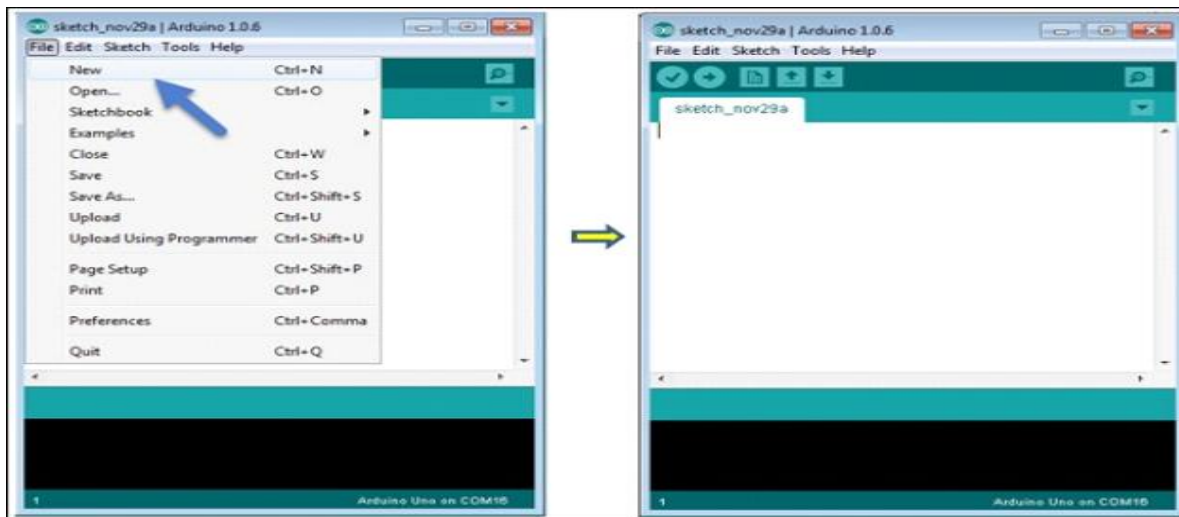 sketch_nov29a | Arduino 1.0.6
File Edit Sketch Tools Help
New Ctrl+N
Open... Ctrl+O
Sketchbook
Examples
Close Ctrl+W
Save Ctrl+S
Save As... Ctrl+Shift+S
Upload Ctrl+U
Upload Using Programmer Ctrl+Shift+U
Page Setup Ctrl+Shift+P
Print Ctrl+P
Preferences Ctrl+Comma
Quit Ctrl+Q
1 Arduino Uno on COM16
sketch_nov29a | Arduino 1.0.6
File Edit Sketch Tools Help
sketch_nov29a
1 Arduino Uno on COM16